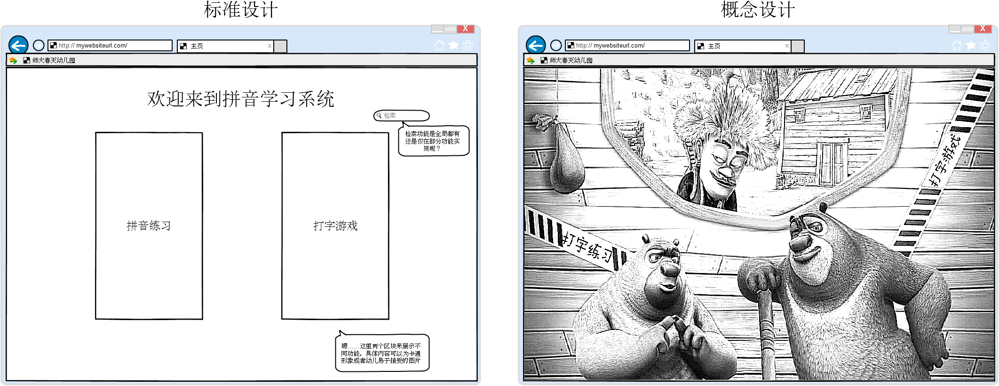 标准设计
http:// mywebsiteurl.com/
主页
x
X
师大春天幼儿园
欢迎来到拼音学习系统
检索
检索功能是全局都有
还是仅在部分功能实
现呢？
拼音练习
打字游戏
嗯……这里两个区块来展示不
同功能，具体内容可以为卡通
形象或者幼儿易于接受的图片
概念设计
http:// mywebsiteurl.com/
主页
x
X
师大春天幼儿园
打字游戏
打字练习